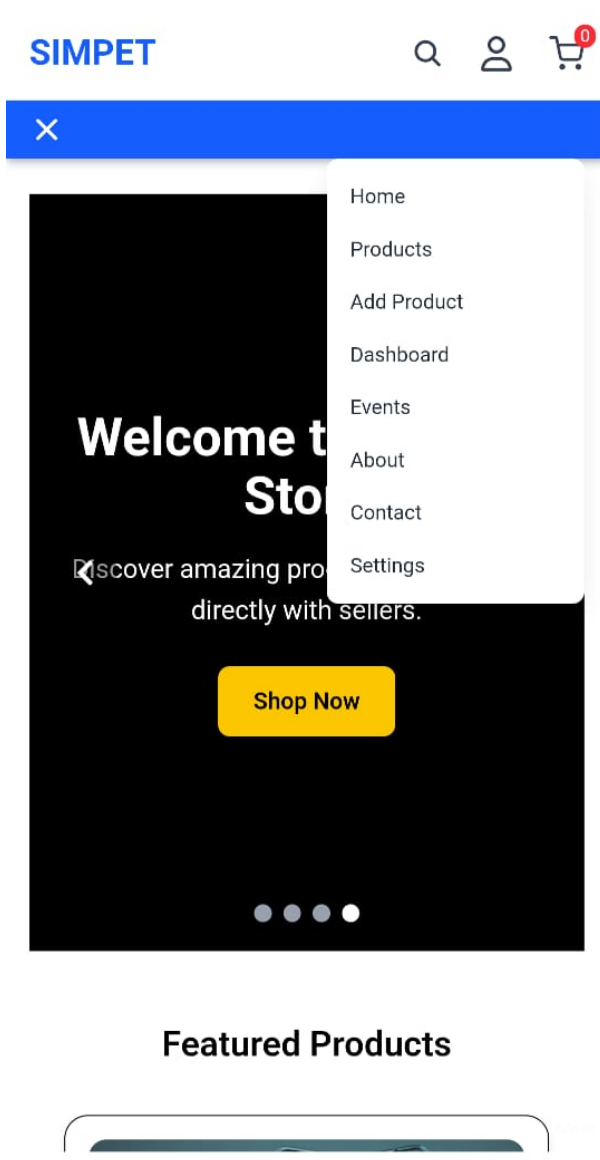 SIMPET
0
Home
Products
Add Product
Dashboard
Events
About
Contact
Settings
Welcome t
Sto
Discover amazing pro
directly with sellers.
Shop Now
Featured Products